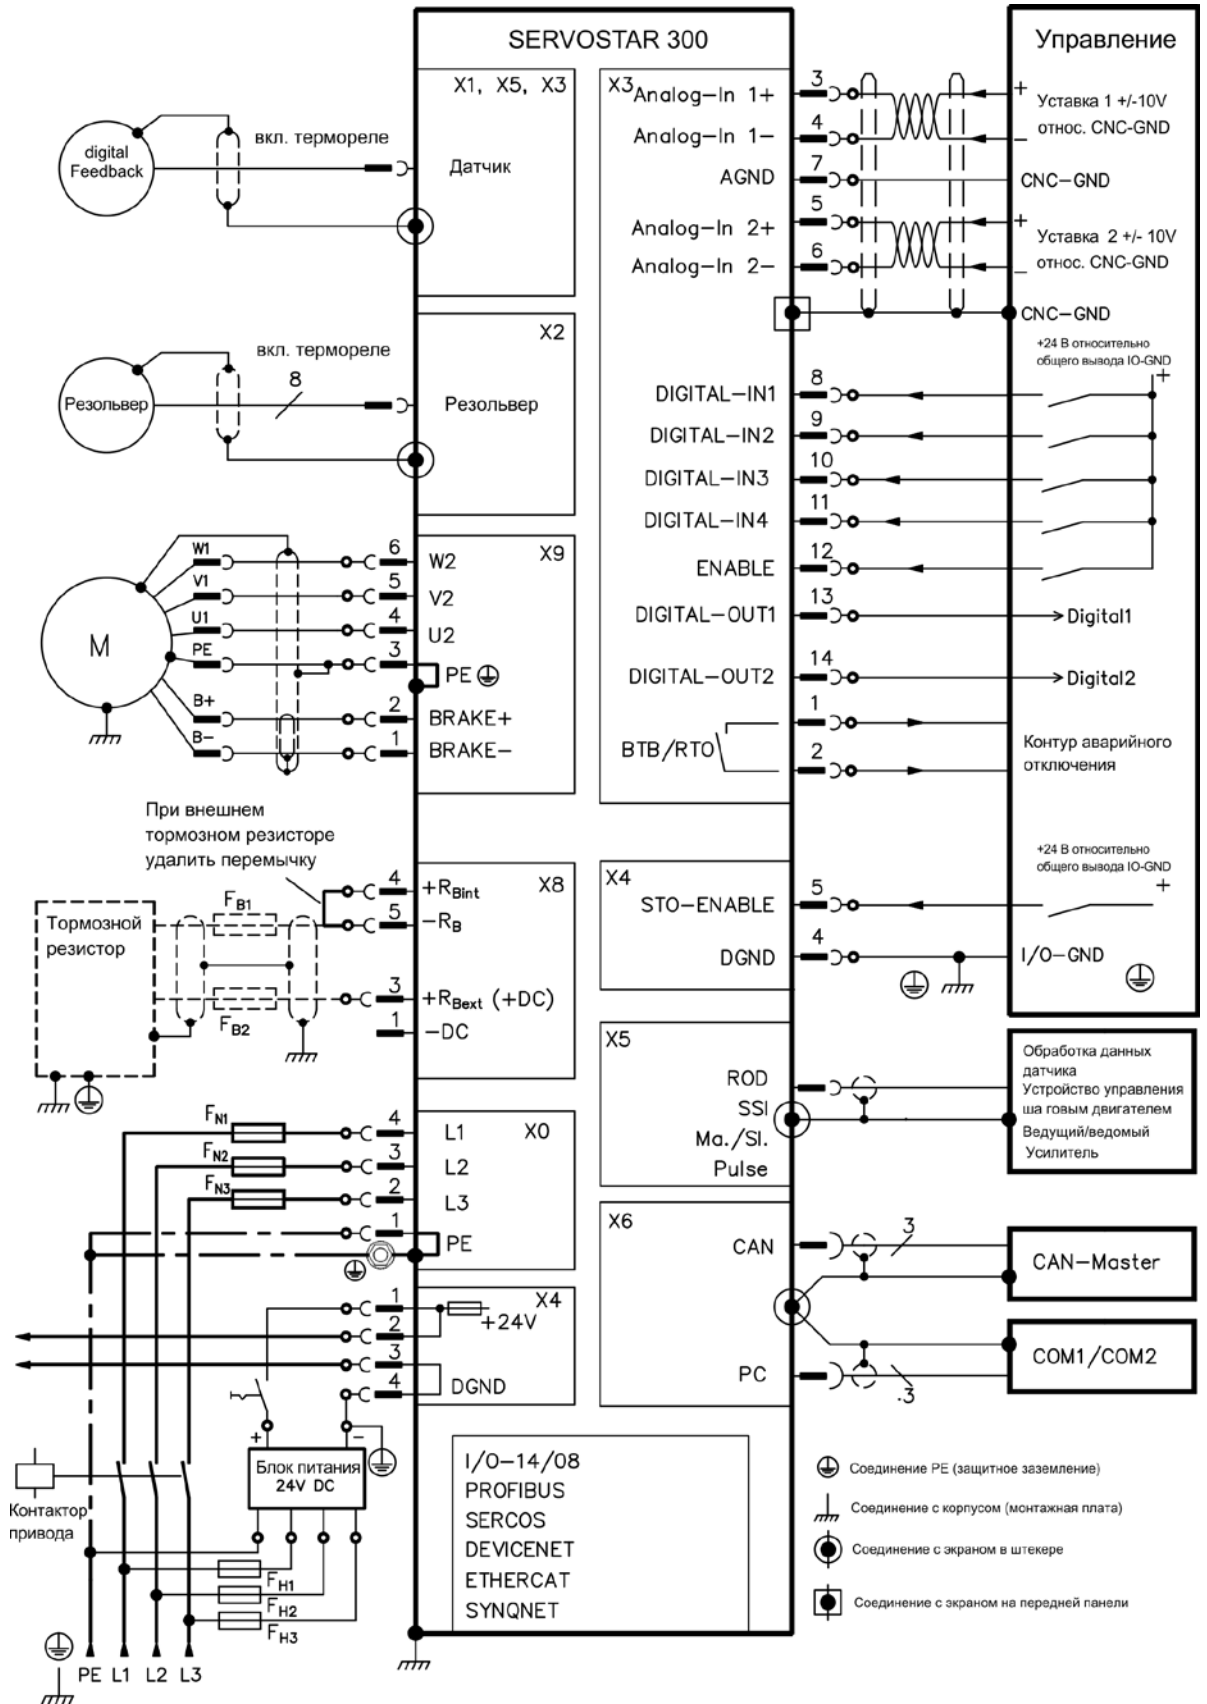 SERVOSTAR 300
Управление
X1, X5, X3
вкл. термореле
digital
Feedback
Датчик
X2
вкл. термореле
8
Резольвер
Резольвер
X9
M
W1
6
W2
V1
5
V2
U1
4
U2
PE
3
PE
B+
2
BRAKE+
B–
1
BRAKE–
При внешнем
тормозном резисторе
удалить перемычку
X8
Тормозной
резистор
FB1
4
+RBint
5
–RB
FB2
3
+RBext (+DC)
1
–DC
X0
FN1
4
L1
FN2
3
L2
FN3
2
L3
1
PE
X4
1
+24V
2
3
4
DGND
+
–
Блок питания
24V DC
Контактор
привода
FH1
FH2
FH3
PE L1 L2 L3
X3
Analog–In 1+
3
+
Уставка 1 +/-10V
относ. CNC-GND
Analog–In 1–
4
–
AGND
7
CNC–GND
Analog–In 2+
5
+
Уставка 2 +/- 10V
относ. CNC-GND
Analog–In 2–
6
–
CNC–GND
+24 В относительно
общего вывода IO-GND
+
DIGITAL–IN1
8
DIGITAL–IN2
9
DIGITAL–IN3
10
DIGITAL–IN4
11
ENABLE
12
DIGITAL–OUT1
13
Digital1
DIGITAL–OUT2
14
Digital2
BTB/RTO
1
2
Контур аварийного
отключения
X4
+24 В относительно
общего вывода IO-GND
+
STO–ENABLE
5
DGND
4
I/O–GND
X5
ROD
SSI
Ma./Sl.
Pulse
Обработка данных
датчика
Устройство управления
ша говым двигателем
Ведущий/ведомый
Усилитель
X6
CAN
3
CAN–Master
PC
.3
COM1/COM2
I/O–14/08
PROFIBUS
SERCOS
DEVICENET
ETHERCAT
SYNQNET
Соединение PE (защитное заземление)
Соединение с корпусом (монтажная плата)
Соединение с экраном в штекере
Соединение с экраном на передней панели